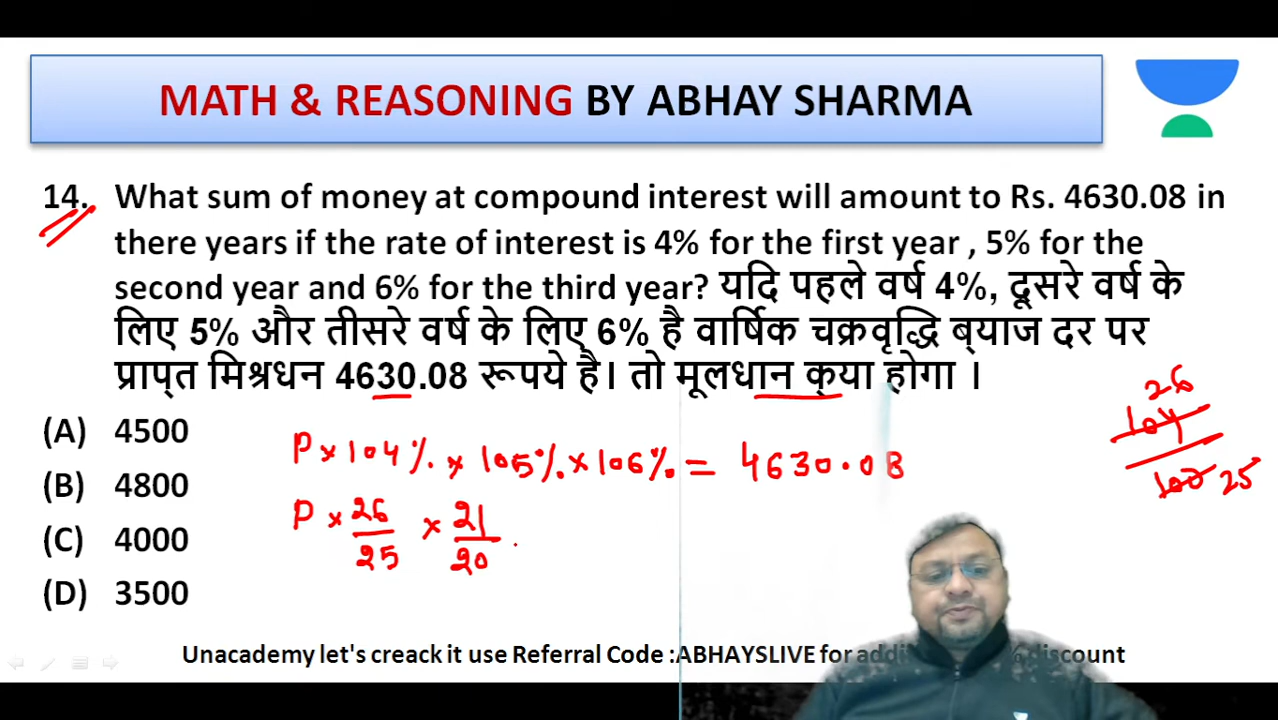 MATH & REASONING BY ABHAY SHARMA
14. What sum of money at compound interest will amount to Rs. 4630.08 in
there years if the rate of interest is 4% for the first year , 5% for the
second year and 6% for the third year? यदि पहले वर्ष 4%, दूसरे वर्ष के
लिए 5% और तीसरे वर्ष के लिए 6% है वार्षिक चक्रवृद्धि ब्याज दर पर
प्राप्त मिश्रधन 4630.08 रूपये है। तो मूलधान क्या होगा ।
26
104
100 25
(A) 4500
P × 104% × 105% × 106% = 4630.08
(B) 4800
P × 26/25 × 21/20
(C) 4000
(D) 3500
Unacademy let's creack it use Referral Code :ABHAYSLIVE for discount